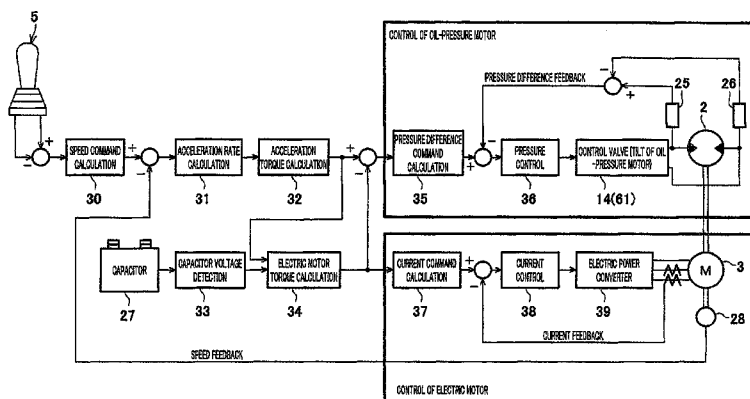 5
CONTROL OF OIL-PRESSURE MOTOR
PRESSURE DIFFERENCE FEEDBACK
25
26
2
SPEED COMMAND
CALCULATION
30
ACCELERATION RATE
CALCULATION
31
ACCELERATION
TORQUE CALCULATION
32
PRESSURE DIFFERENCE
COMMAND
CALCULATION
35
PRESSURE
CONTROL
36
CONTROL VALVE (TILT OF OIL
-PRESSURE MOTOR)
14(61)
CAPACITOR
27
CAPACITOR VOLTAGE
DETECTION
33
ELECTRIC MOTOR
TORQUE CALCULATION
34
CURRENT COMMAND
CALCULATION
37
CURRENT
CONTROL
38
ELECTRIC POWER
CONVERTER
39
M
3
28
CURRENT FEEDBACK
SPEED FEEDBACK
CONTROL OF ELECTRIC MOTOR